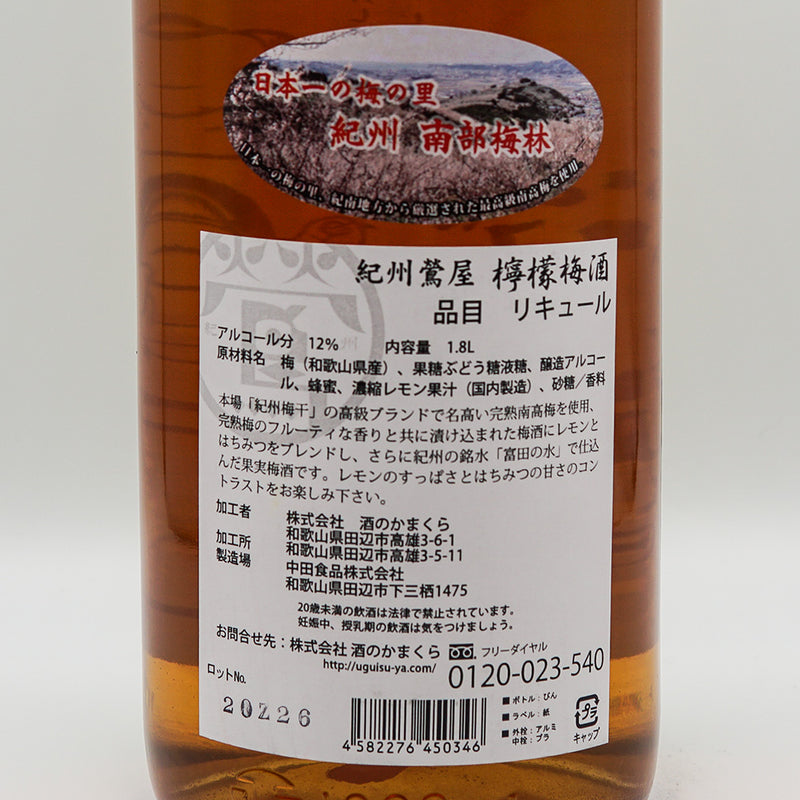 日本一の梅の里
紀州 南部梅林
日本一の梅の里、紀南地方から厳選された最高級南高梅を使用
紀州鶯屋 檸檬梅酒
品目 リキュール
アルコール分 12% 内容量 1.8L
原材料名 梅（和歌山県産）、果糖ぶどう糖液糖、醸造アルコー
ル、蜂蜜、濃縮レモン果汁（国内製造）、砂糖／香料
本場「紀州梅干」の高級ブランドで名高い完熟南高梅を使用、
完熟梅のフルーティな香りと共に漬け込まれた梅酒にレモンと
はちみつをブレンドし、さらに紀州の銘水「富田の水」で仕込
んだ果実梅酒です。レモンのすっぱさとはちみつの甘さのコン
トラストをお楽しみ下さい。
加工者 株式会社 酒のかまくら
和歌山県田辺市高雄3-6-1
加工所 和歌山県田辺市高雄3-5-11
製造場 中田食品株式会社
和歌山県田辺市下三栖1475
20歳未満の飲酒は法律で禁止されています。
妊娠中、授乳期の飲酒は気をつけましょう。
お問合せ先：株式会社 酒のかまくら フリーダイヤル
http://uguisu-ya.com/ 0120-023-540
ロットNo.
20Z26
4 582276 450346
■ボトル：びん
■ラベル：紙
■外栓：アルミ
中栓：プラ
プラ
キャップ